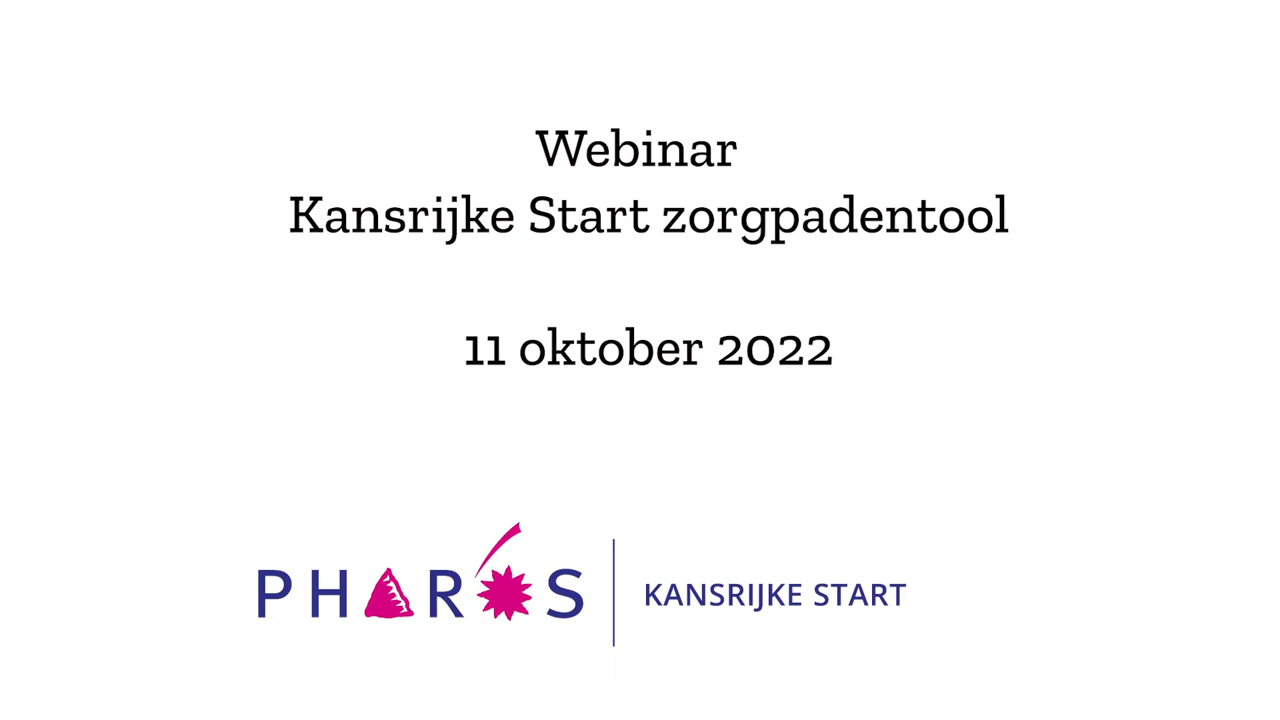 Webinar
Kansrijke Start zorgpadentool
11 oktober 2022
PHAROS
KANSRIJKE START